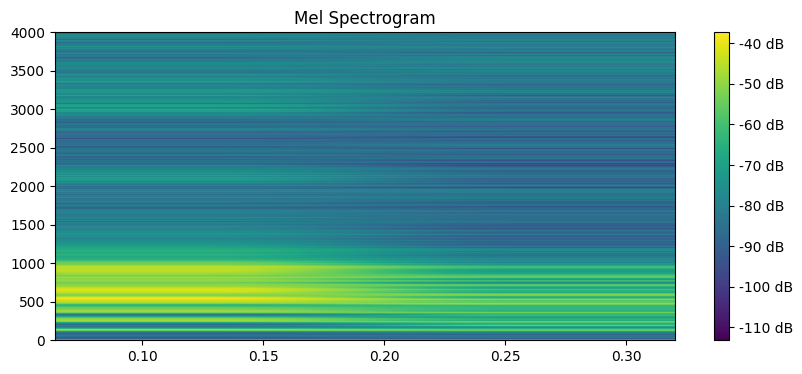 Mel Spectrogram
4000
3500
3000
2500
2000
1500
1000
500
0
0.10 0.15 0.20 0.25 0.30
-40 dB
-50 dB
-60 dB
-70 dB
-80 dB
-90 dB
-100 dB
-110 dB